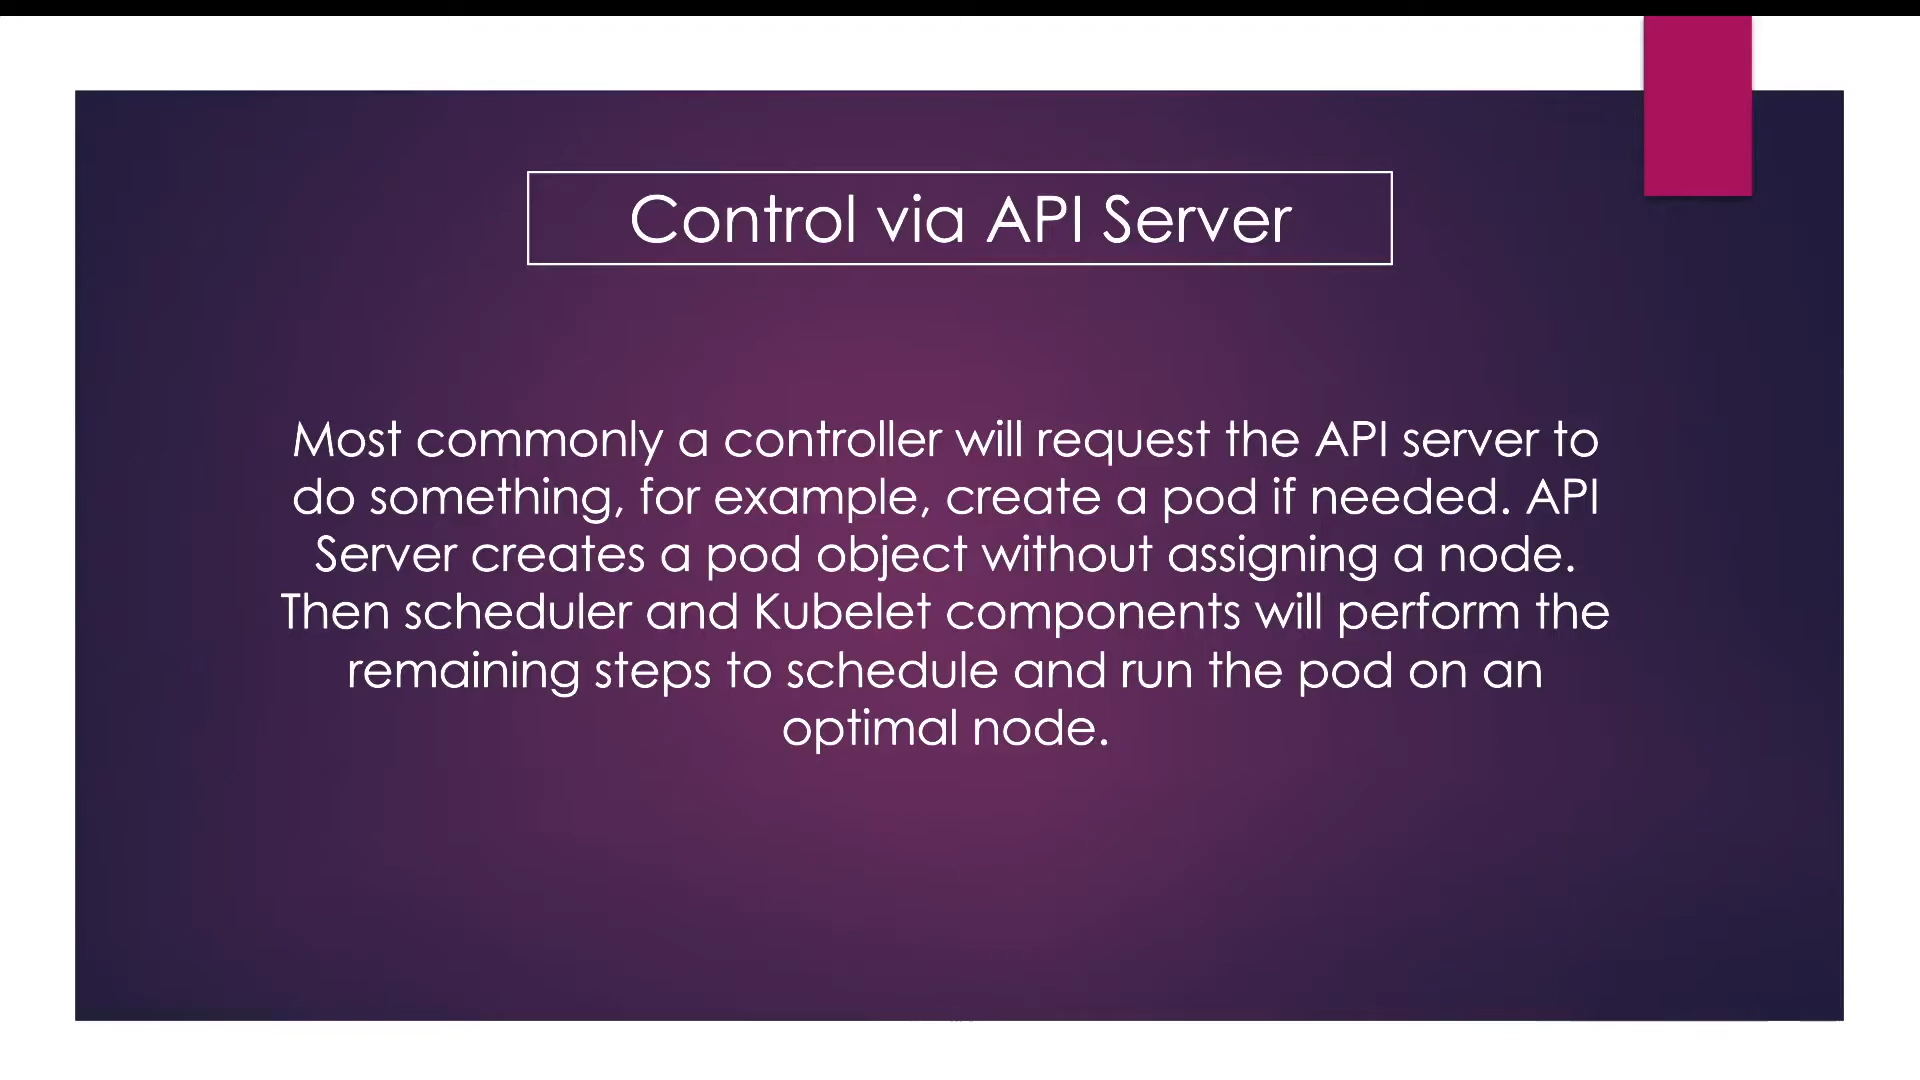 Control via API Server
Most commonly a controller will request the API server to
do something, for example, create a pod if needed. API
Server creates a pod object without assigning a node.
Then scheduler and Kubelet components will perform the
remaining steps to schedule and run the pod on an
optimal node.